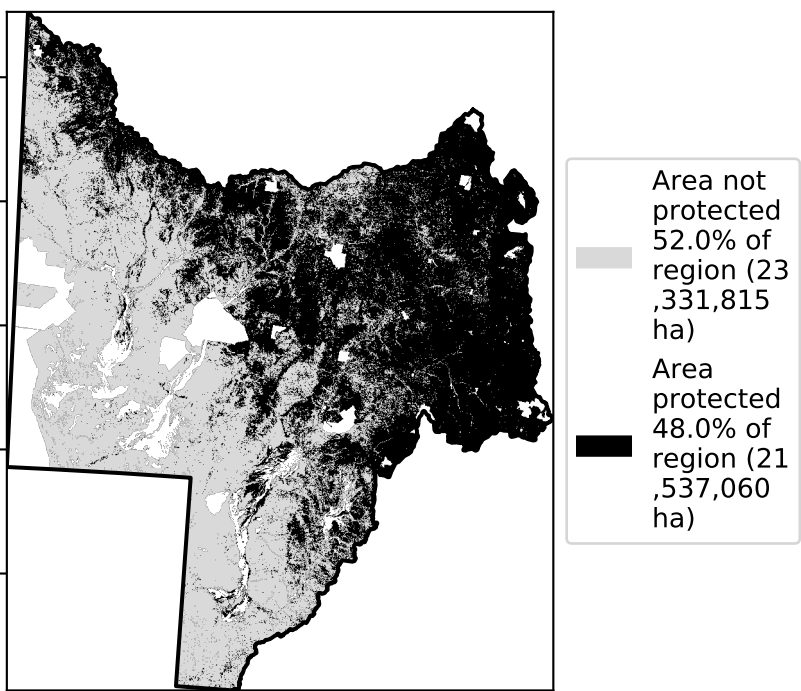 Area not
protected
52.0% of
region (23
,331,815
ha)
Area
protected
48.0% of
region (21
,537,060
ha)